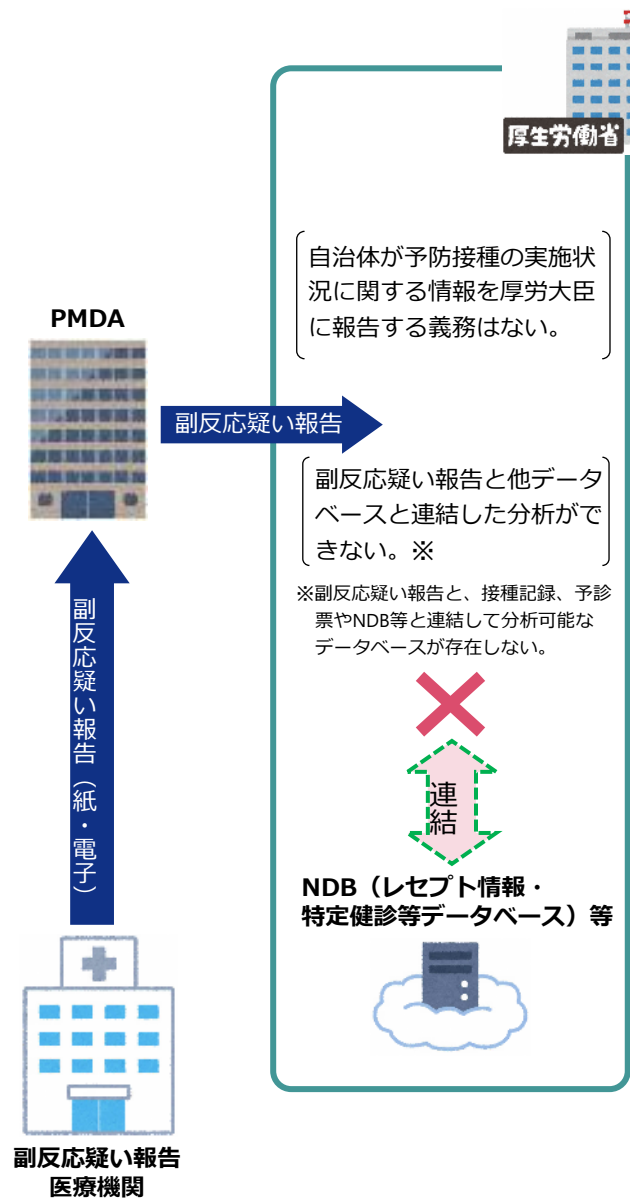 厚生労働省
自治体が予防接種の実施状
況に関する情報を厚労大臣
に報告する義務はない。
PMDA
副反応疑い報告
副反応疑い報告と他データ
ベースと連結した分析がで
きない。※
※副反応疑い報告と、接種記録、予診
票やNDB等と連結して分析可能な
データベースが存在しない。
副反応疑い報告（紙・電子）
連結
NDB（レセプト情報・
特定健診等データベース）等
副反応疑い報告
医療機関